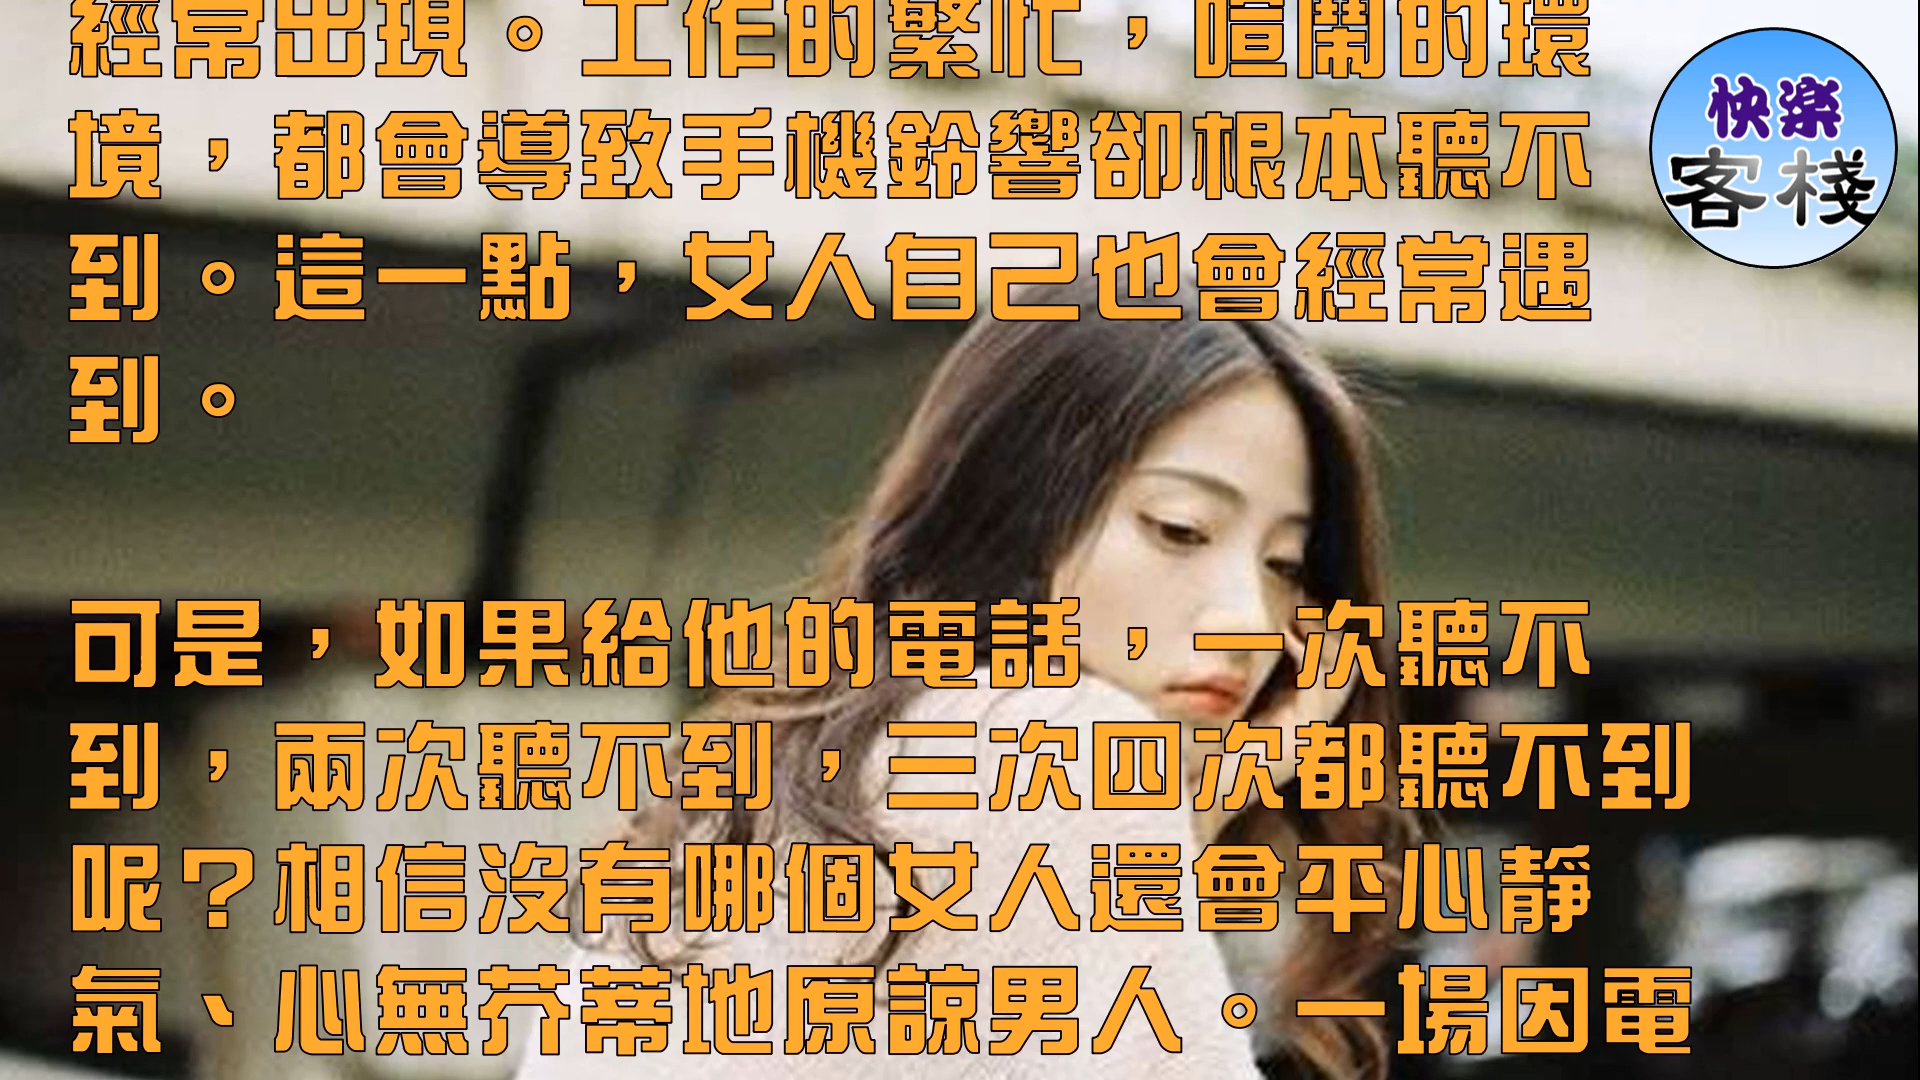 經常出現。工作的繁忙，喧鬧的環
境，都會導致手機鈴響卻根本聽不
到。這一點，女人自己也會經常遇
到。
可是，如果給他的電話，一次聽不
到，兩次聽不到，三次四次都聽不到
呢？相信沒有哪個女人還會平心靜
氣、心無芥蒂地原諒男人。一場因電
快樂
客棧